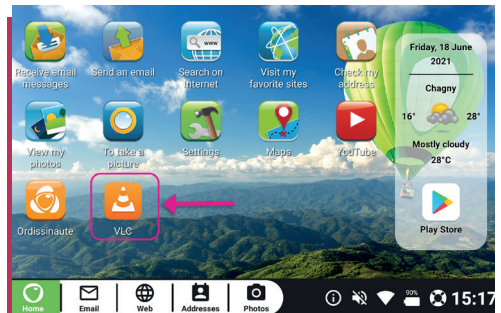 Receive email
messages
Send an email
www
Search on
Internet
Visit my
favorite sites
Check my
address
Friday, 18 June
2021
Chagny
16°
28°
Mostly cloudy
28°C
View my
photos
To take a
picture
Settings
Maps
YouTube
Ordissinaute
VLC
Play Store
Home
Email
Web
Addresses
Photos
90%
15:17